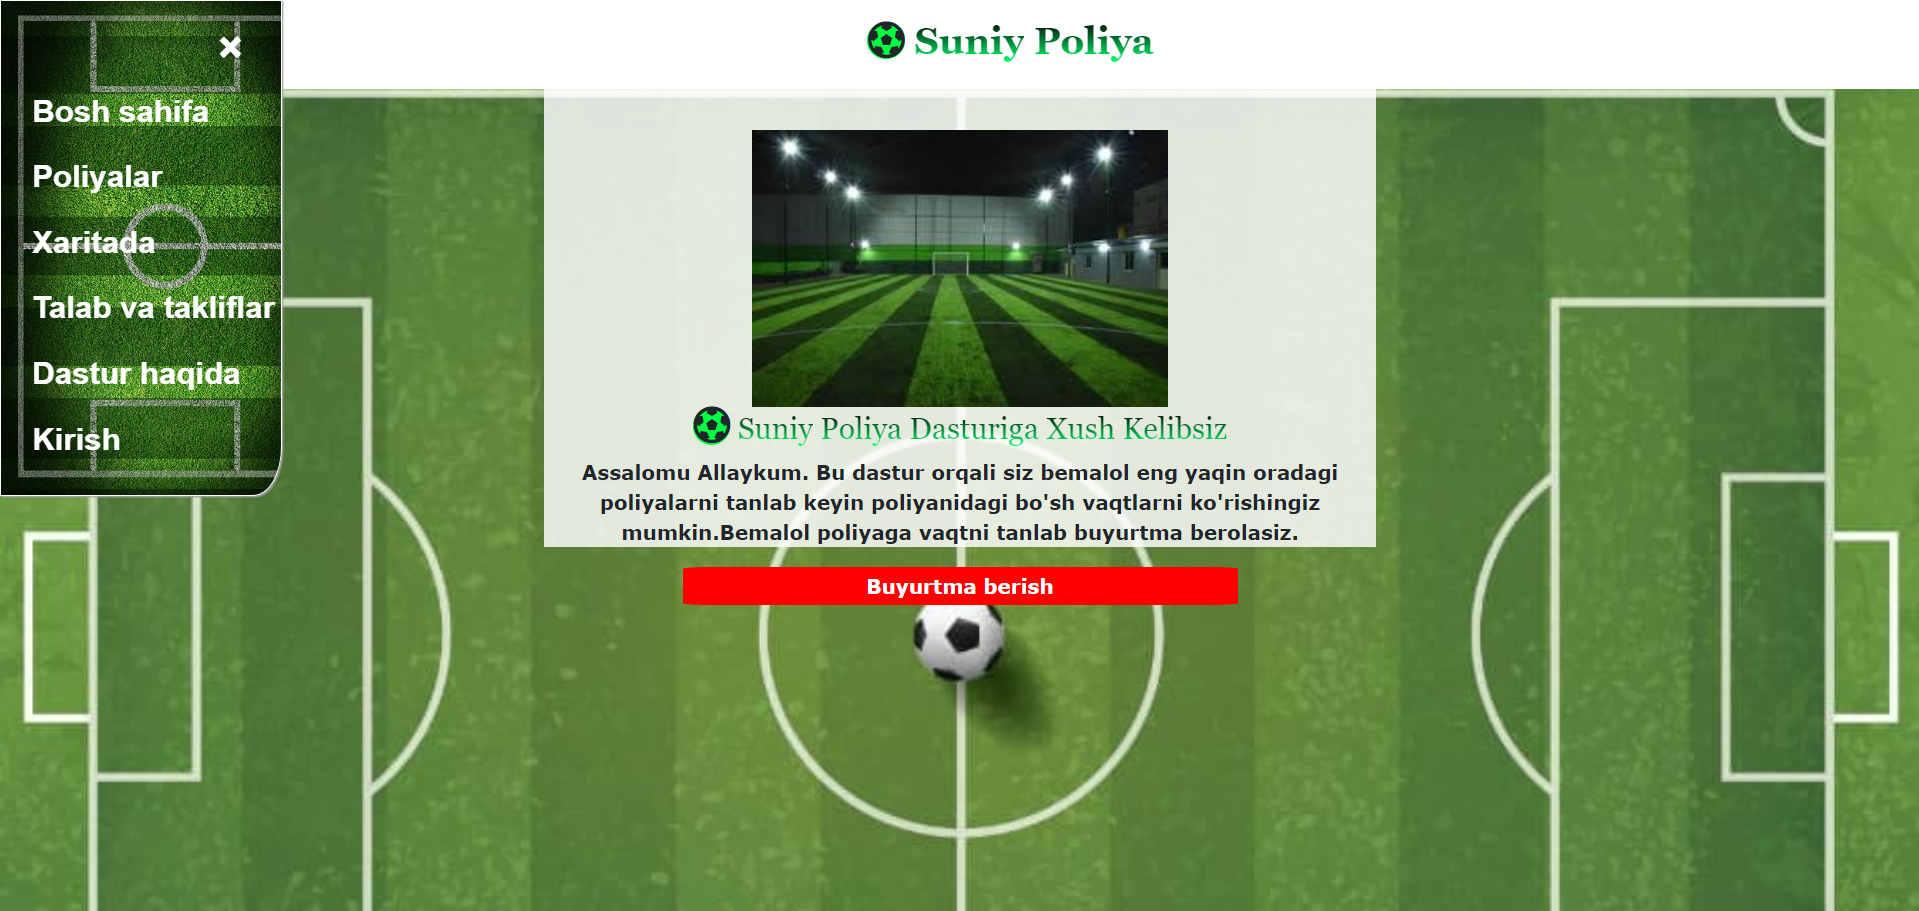 Suniy Poliya
Bosh sahifa
Poliyalar
Xaritada
Talab va takliflar
Dastur haqida
Kirish
Suniy Poliya Dasturiga Xush Kelibsiz
Assalomu Allaykum. Bu dastur orqali siz bemalol eng yaqin oradagi
poliyalarni tanlab keyin poliyanidagi bo'sh vaqtlarni ko'rishingiz
mumkin.Bemalol poliyaga vaqtni tanlab buyurtma berolasiz.
Buyurtma berish